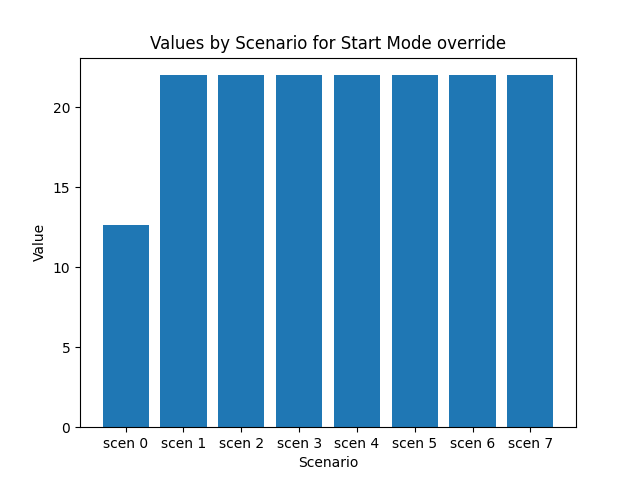 Values by Scenario for Start Mode override
Value
20
15
10
5
0
scen 0 scen 1 scen 2 scen 3 scen 4 scen 5 scen 6 scen 7
Scenario